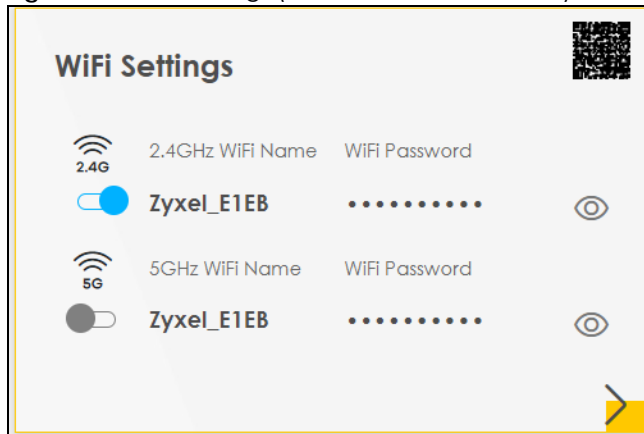 WiFi Settings
2.4G
2.4GHz WiFi Name WiFi Password
Zyxel_E1EB ••••••••••
5G
5GHz WiFi Name WiFi Password
Zyxel_E1EB ••••••••••